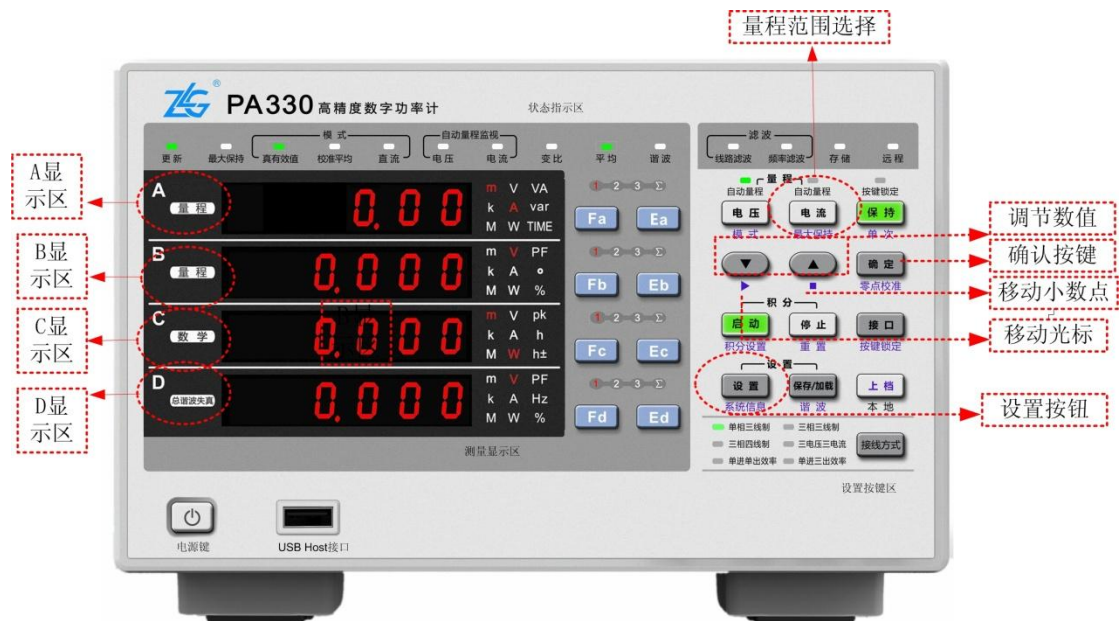 量程范围选择
ZLG®
PA330 高精度数字功率计
状态指示区
模式
自动量程监视
更新 最大保持 真有效值 校准平均 直流 电压 电流 变比 平均 谐波
滤波
线路滤波 频率滤波 存储 远程
A显
示区
B显
示区
C显
示区
D显
示区
A
量程
0.00
m V VA
k A var
M W TIME
1 2 3 Σ
Fa Ea
B
量程
0.000
m V PF
k A °
M W %
1 2 3 Σ
Fb Eb
C
数学
0.000
m V pk
k A h
M W h±
1 2 3 Σ
Fc Ec
D
总谐波失真
0.000
m V PF
k A Hz
M W %
1 2 3 Σ
Fd Ed
测量显示区
量程
自动量程 自动量程 按键锁定
电压 电流 保持
模式 最大保持 单次
▼ ▲ 确定
▶ ■ 零点校准
积分
启动 停止 接口
积分设置 重置 按键锁定
设置
设置 保存/加载 上档
系统信息 谐波 本地
单相三线制 三相三线制
三相四线制 三电压三电流
单进单出效率 单进三出效率
接线方式
设置按键区
调节数值
确认按键
移动小数点
移动光标
设置按钮
电源键
USB Host接口